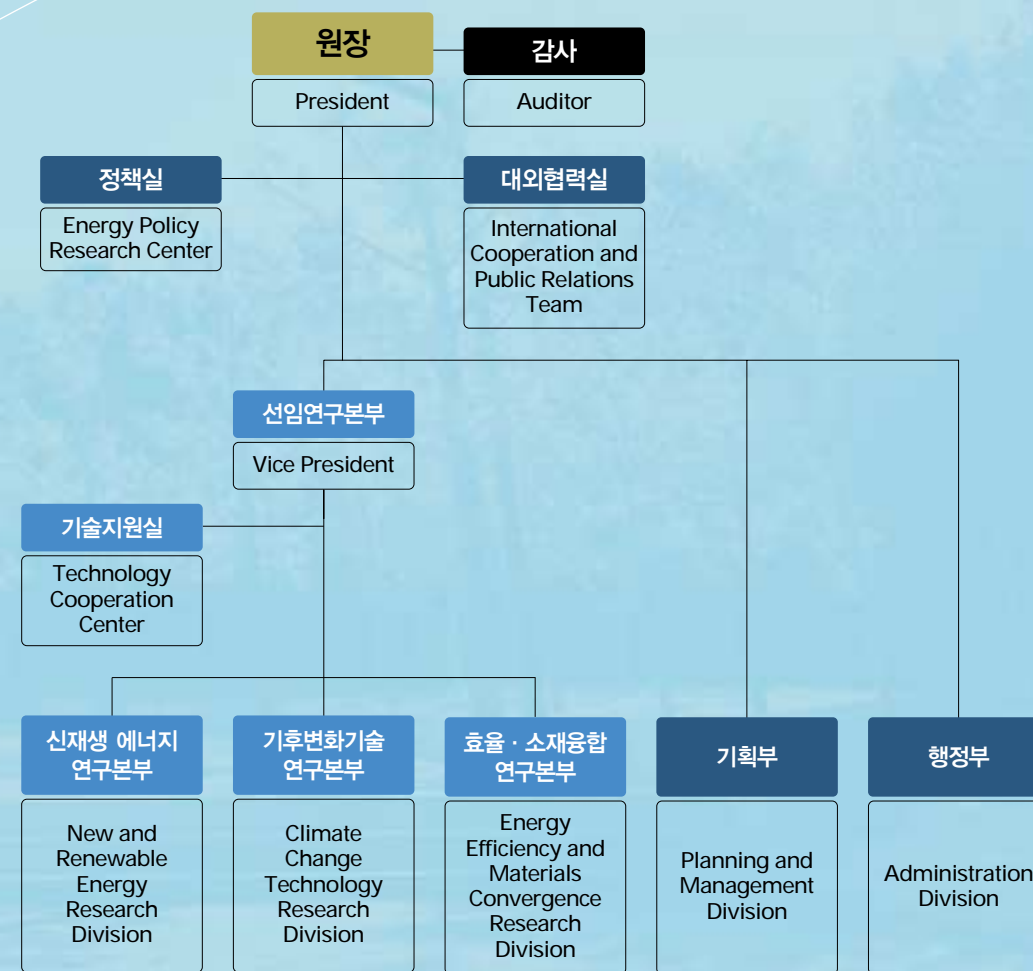 원장
President
감사
Auditor
정책실
Energy Policy
Research Center
대외협력실
International
Cooperation and
Public Relations
Team
선임연구본부
Vice President
기술지원실
Technology
Cooperation
Center
신재생 에너지
연구본부
New and
Renewable
Energy
Research
Division
기후변화기술
연구본부
Climate
Change
Technology
Research
Division
효율 · 소재융합
연구본부
Energy
Efficiency and
Materials
Convergence
Research
Division
기획부
Planning and
Management
Division
행정부
Administration
Division